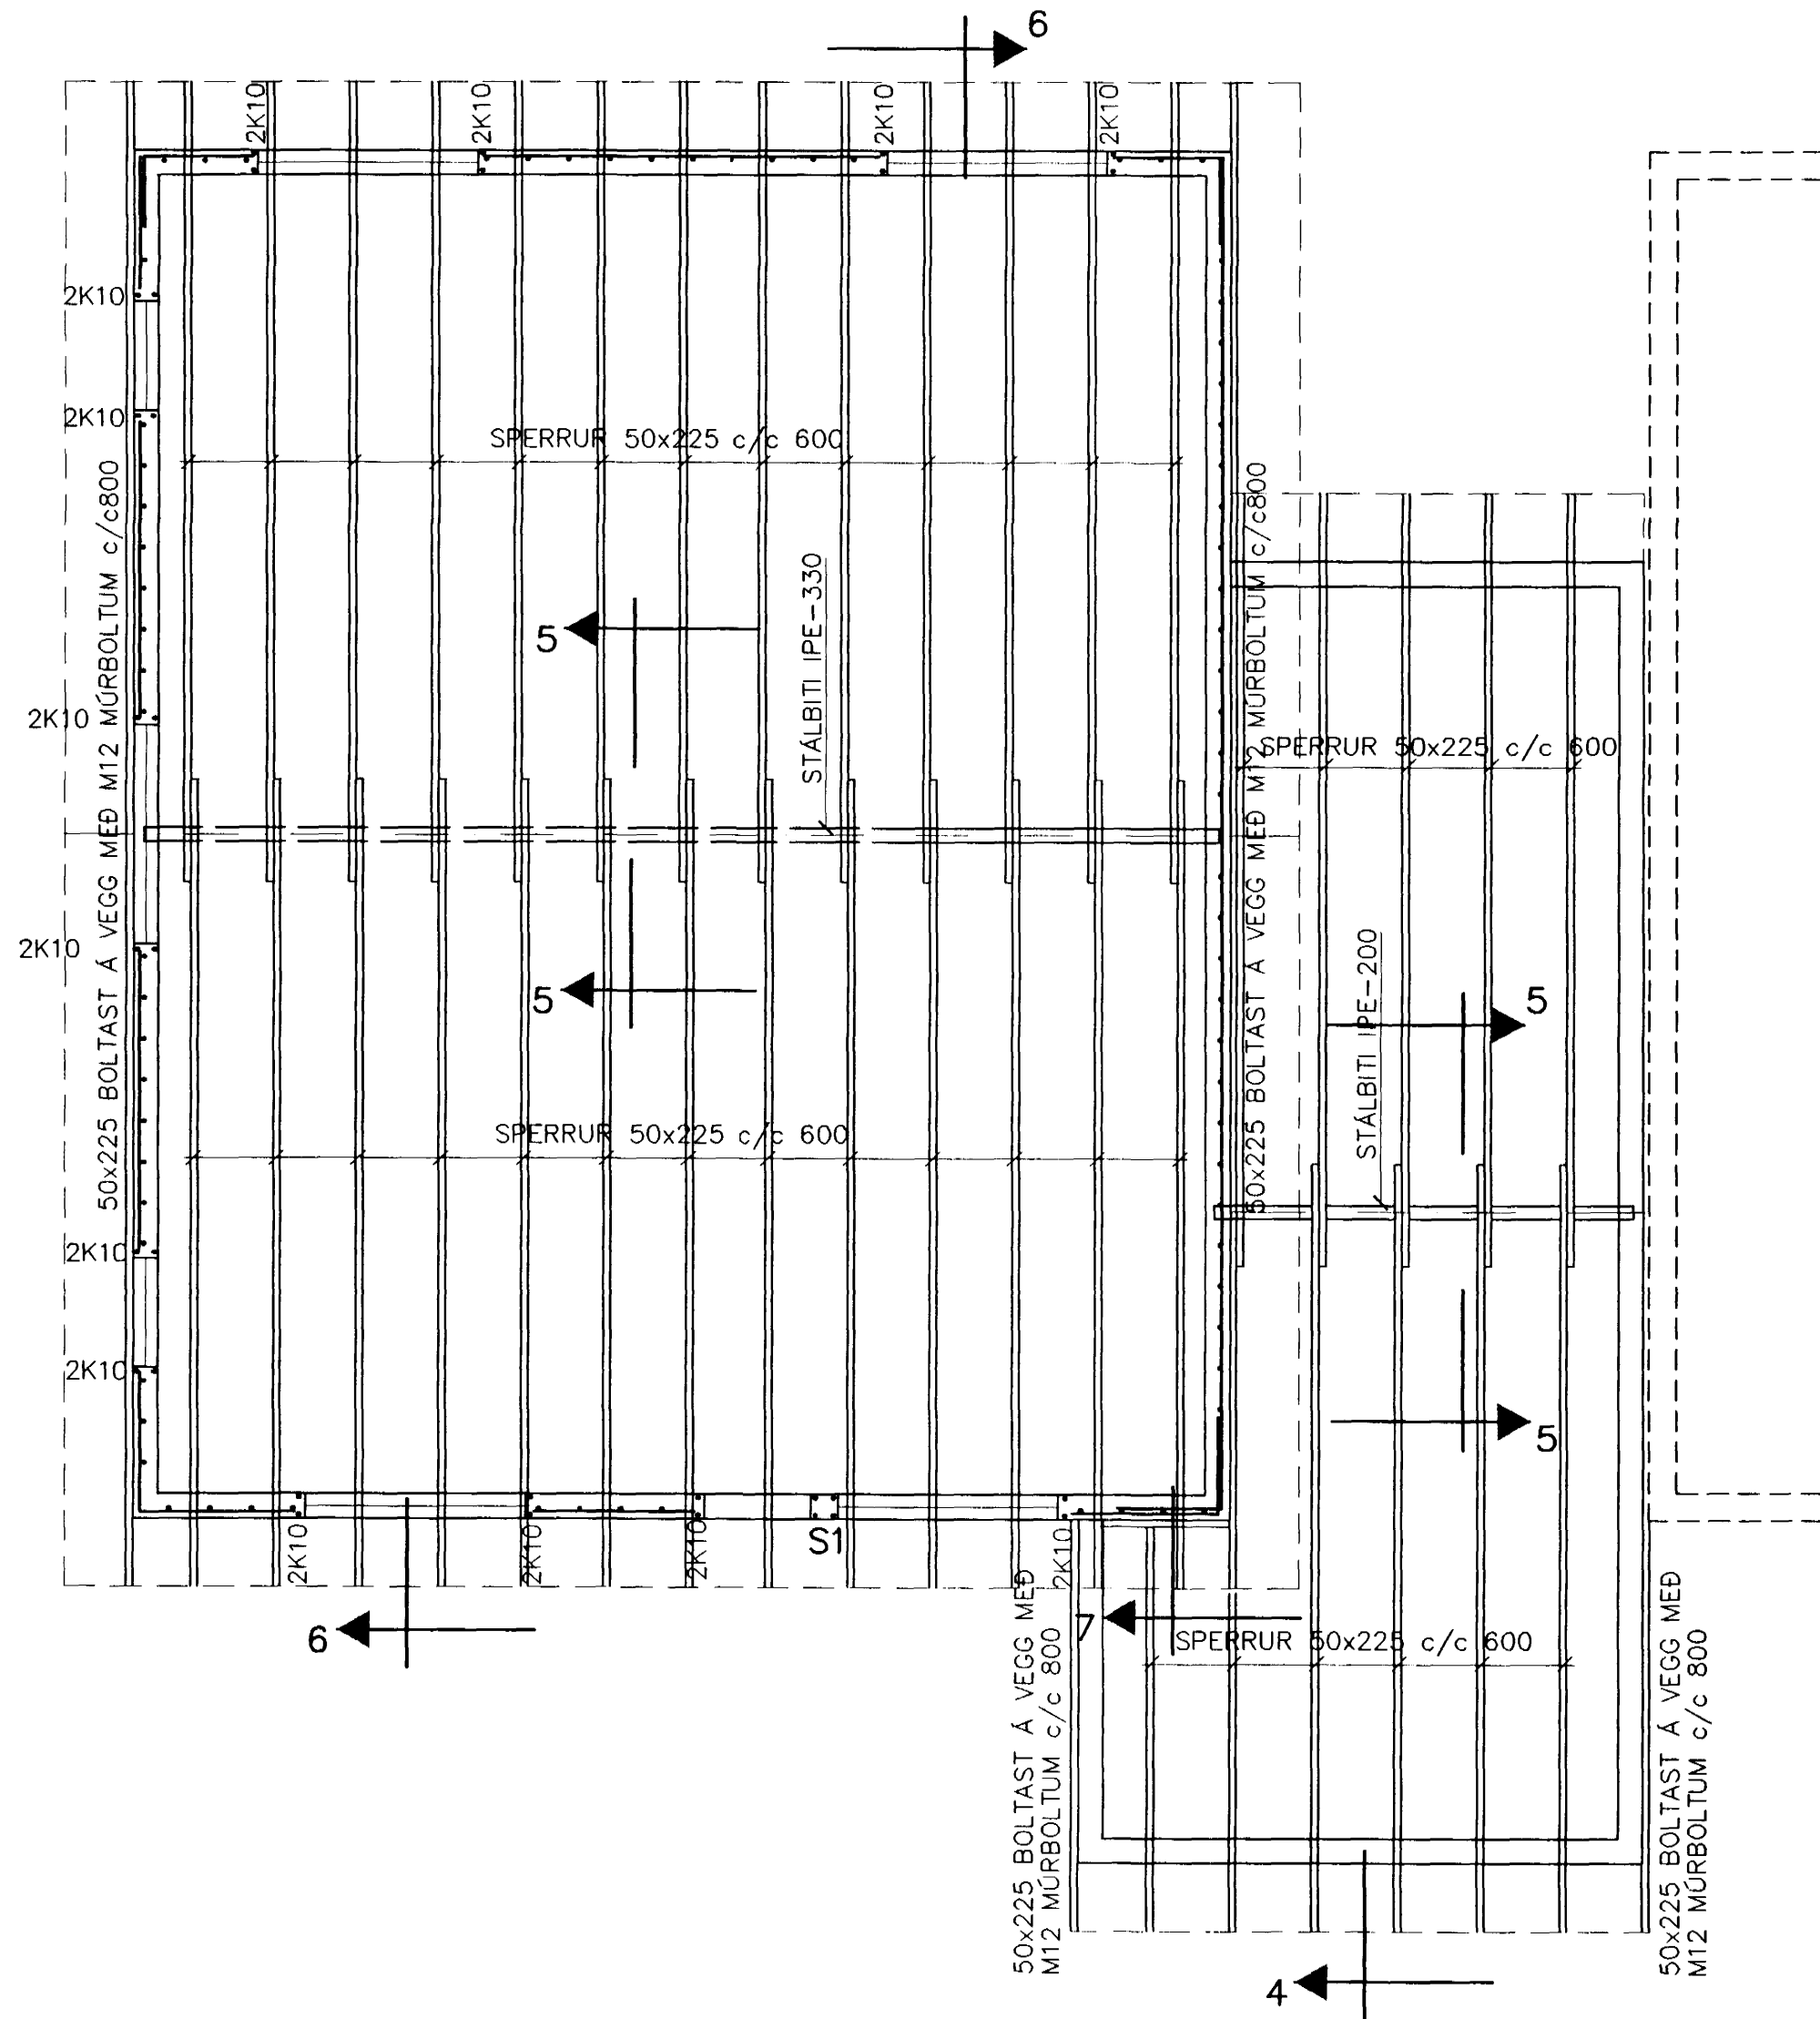 6
2K10
2K10
2K10
2K10
2K10
2K10
SPERRUR 50x225 c/c 600
50x225 BOLTAST Á VEGG MEÐ M12 MÚRBOLTUM c/c800
STÁLBITI IPE-330
5
50x225 BOLTAST Á VEGG MEÐ M12 MÚRBOLTUM c/c800
2K10
SPERRUR 50x225 c/c 600
2K10
5
STÁLBITI IPE-200
5
SPERRUR 50x225 c/c 600
2K10
2K10
5
2K10
2K10
2K10
S1
2K10
6
7
SPERRUR 50x225 c/c 600
50x225 BOLTAST Á VEGG MEÐ
M12 MÚRBOLTUM c/c 800
50x225 BOLTAST Á VEGG MEÐ
M12 MÚRBOLTUM c/c 800
4